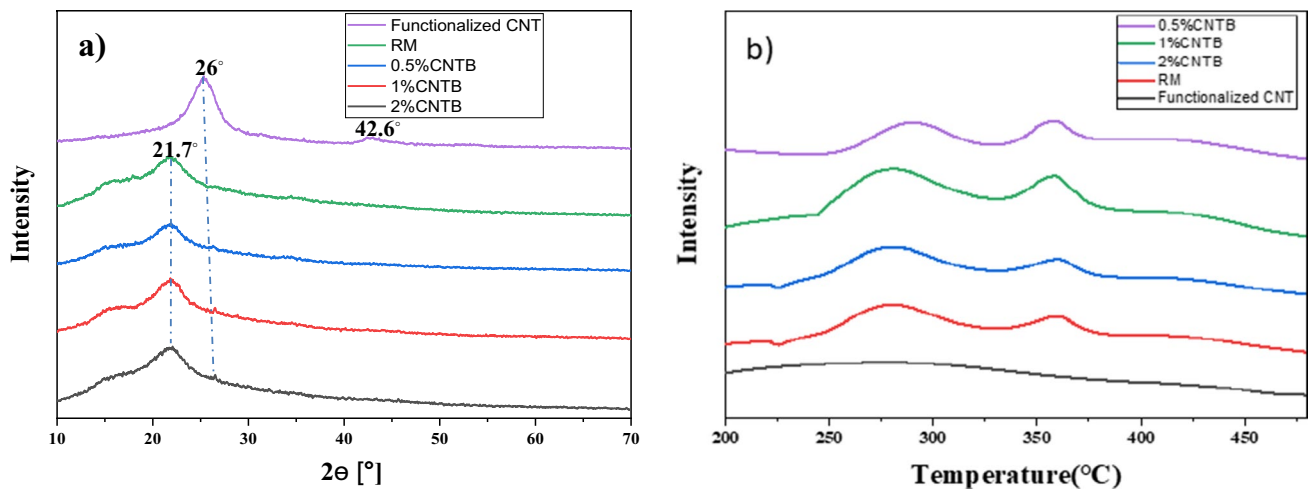 a)
Functionalized CNT
RM
0.5%CNTB
1%CNTB
2%CNTB
26°
42.6°
21.7°
Intensity
10 20 30 40 50 60 70
2ɵ [°]
b)
0.5%CNTB
1%CNTB
2%CNTB
RM
Functionalized CNT
Intensity
200 250 300 350 400 450
Temperature(°C)